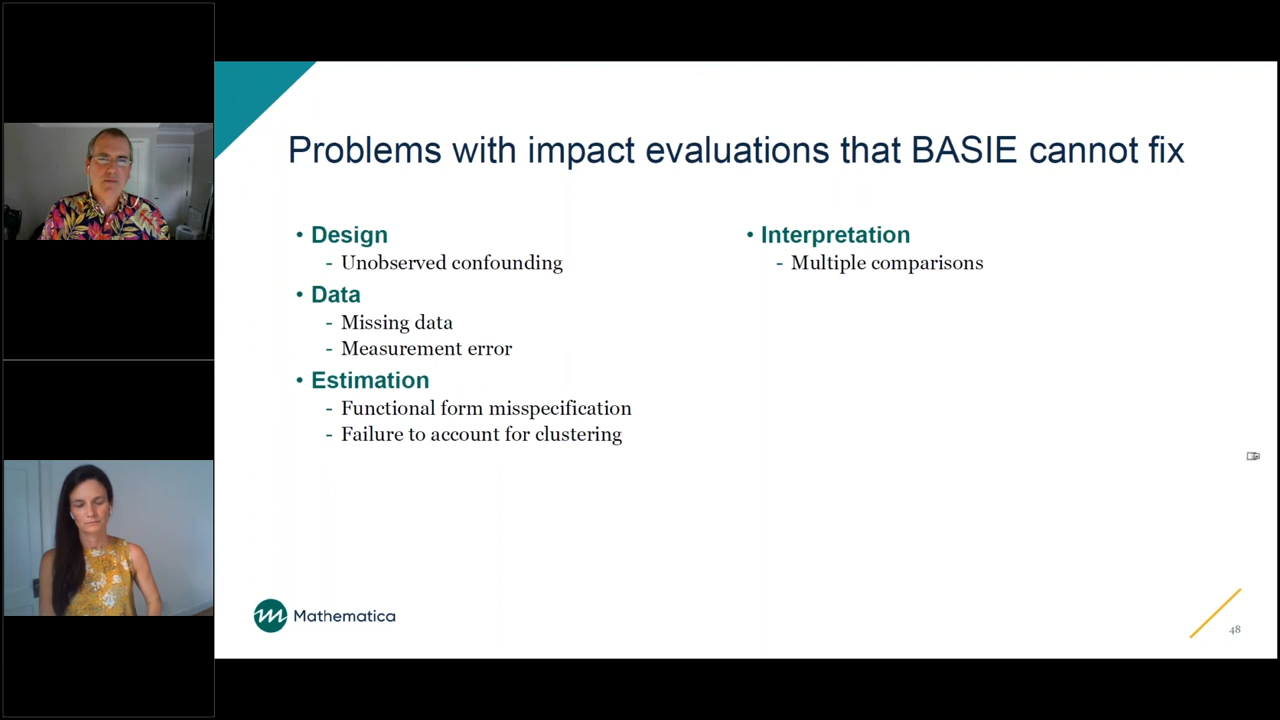 Problems with impact evaluations that BASIE cannot fix
• Design
- Unobserved confounding
• Data
- Missing data
- Measurement error
• Estimation
- Functional form misspecification
- Failure to account for clustering
• Interpretation
- Multiple comparisons
Mathematica
48